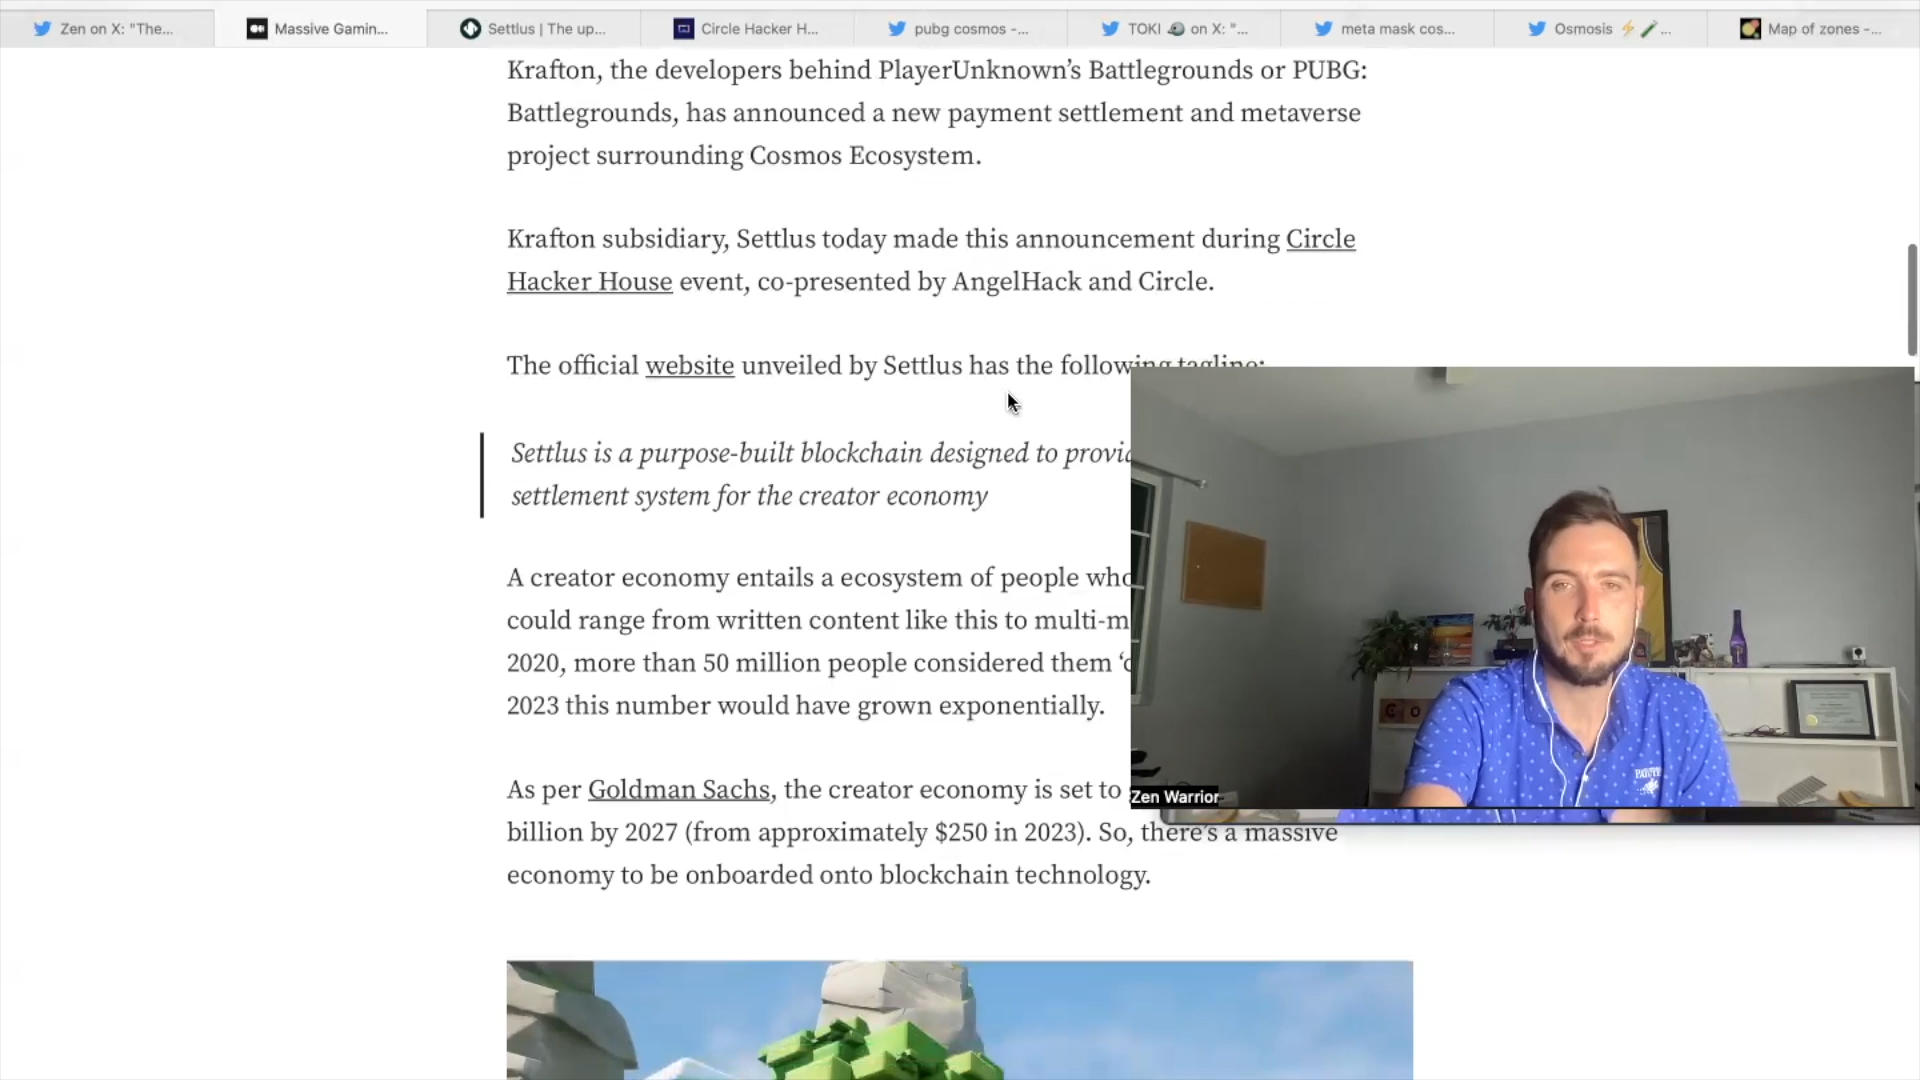 Zen on X: "The...
Massive Gamin...
Settlus | The up...
Circle Hacker H...
pubg cosmos -...
TOKI on X: "...
meta mask cos...
Osmosis ⚡🧪...
Map of zones -...
Krafton, the developers behind PlayerUnknown's Battlegrounds or PUBG:
Battlegrounds, has announced a new payment settlement and metaverse
project surrounding Cosmos Ecosystem.
Krafton subsidiary, Settlus today made this announcement during Circle
Hacker House event, co-presented by AngelHack and Circle.
The official website unveiled by Settlus has the following tagline:
Settlus is a purpose-built blockchain designed to
settlement system for the creator economy
A creator economy entails a ecosystem of people who
could range from written content like this to
2020, more than 50 million people considered them
2023 this number would have grown exponentially.
As per Goldman Sachs, the creator economy is set to
billion by 2027 (from approximately $250 in 2023). So, there's a massive
economy to be onboarded onto blockchain technology.
Zen Warrior